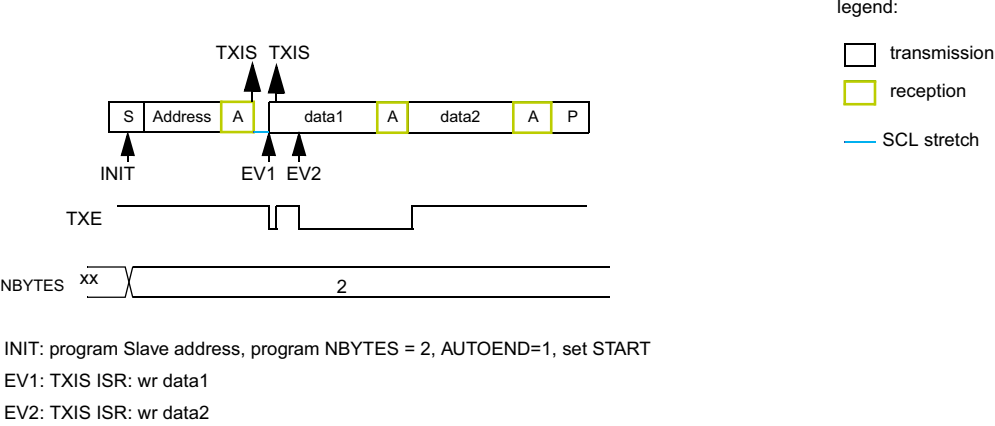 legend:
transmission
reception
SCL stretch
TXIS TXIS
S Address A data1 A data2 A P
INIT EV1 EV2
TXE
NBYTES xx 2
INIT: program Slave address, program NBYTES = 2, AUTOEND=1, set START
EV1: TXIS ISR: wr data1
EV2: TXIS ISR: wr data2